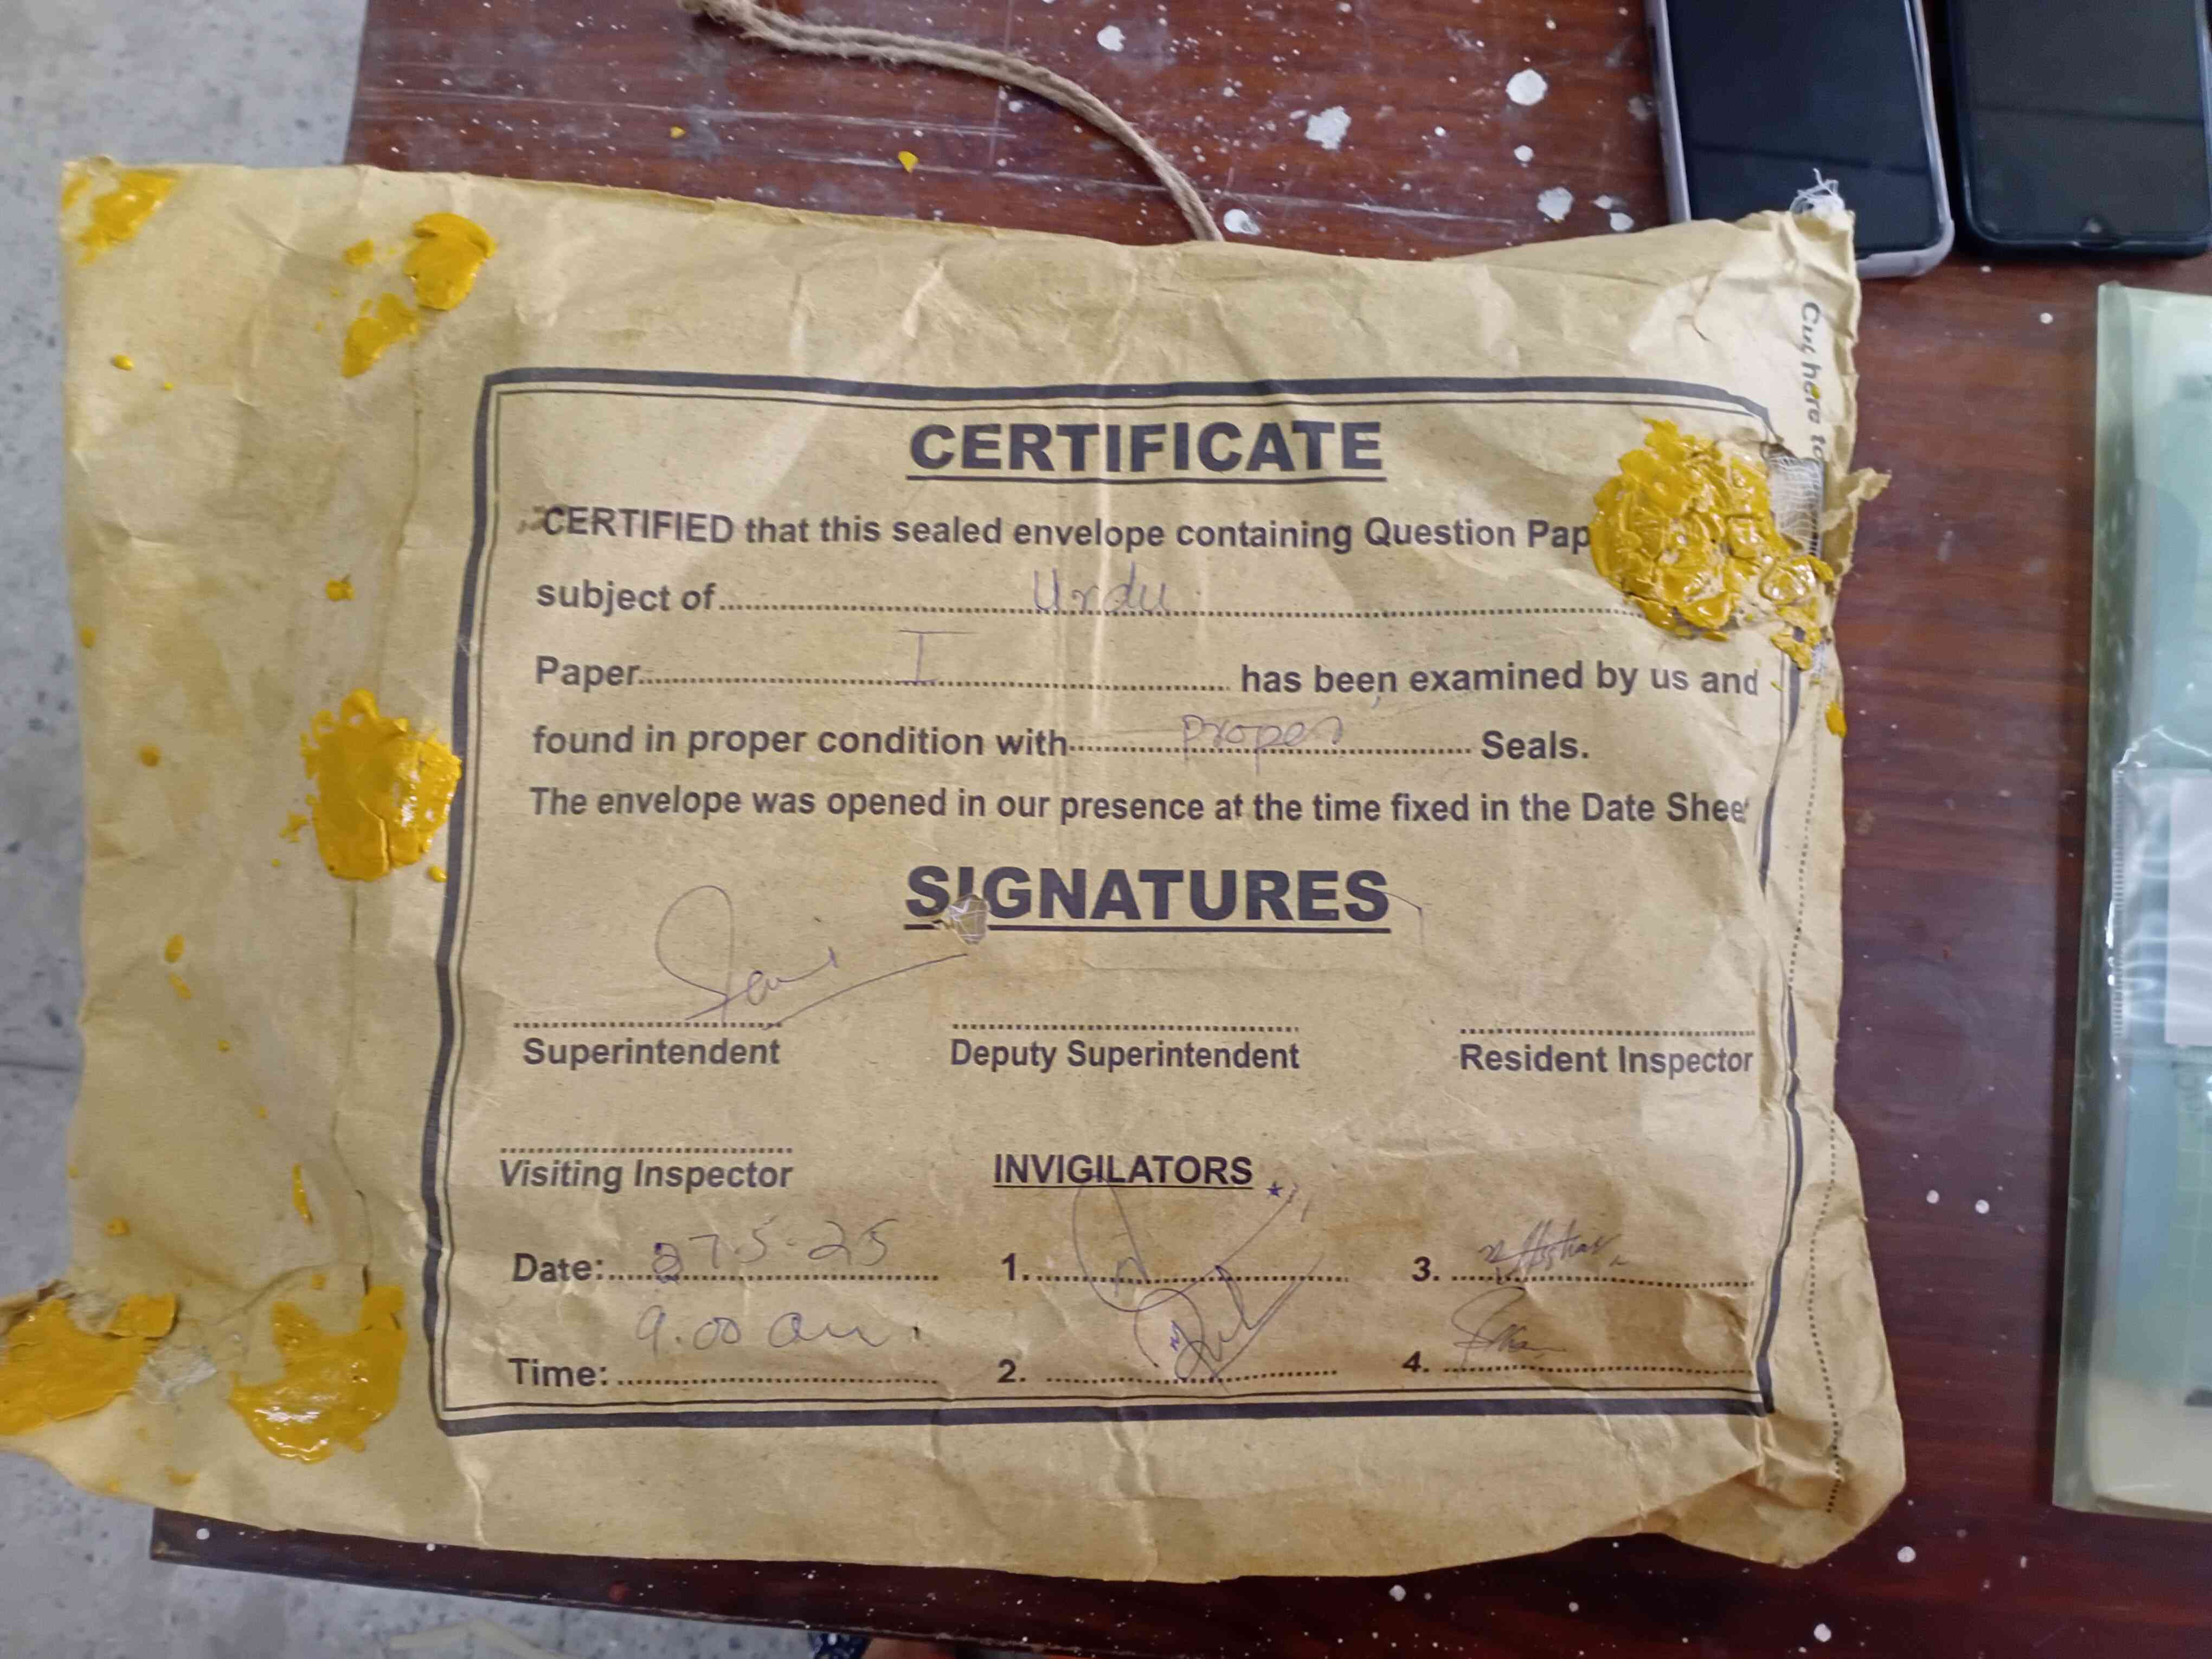 Cut here to
CERTIFICATE
CERTIFIED that this sealed envelope containing Question Pap
subject of Urdu
Paper I has been examined by us and
found in proper condition with proper Seals.
The envelope was opened in our presence at the time fixed in the Date Shee
SIGNATURES
Superintendent Deputy Superintendent Resident Inspector
Visiting Inspector INVIGILATORS
Date: 27.5.25 1. 3.
Time: 9.00 am. 2. 4.